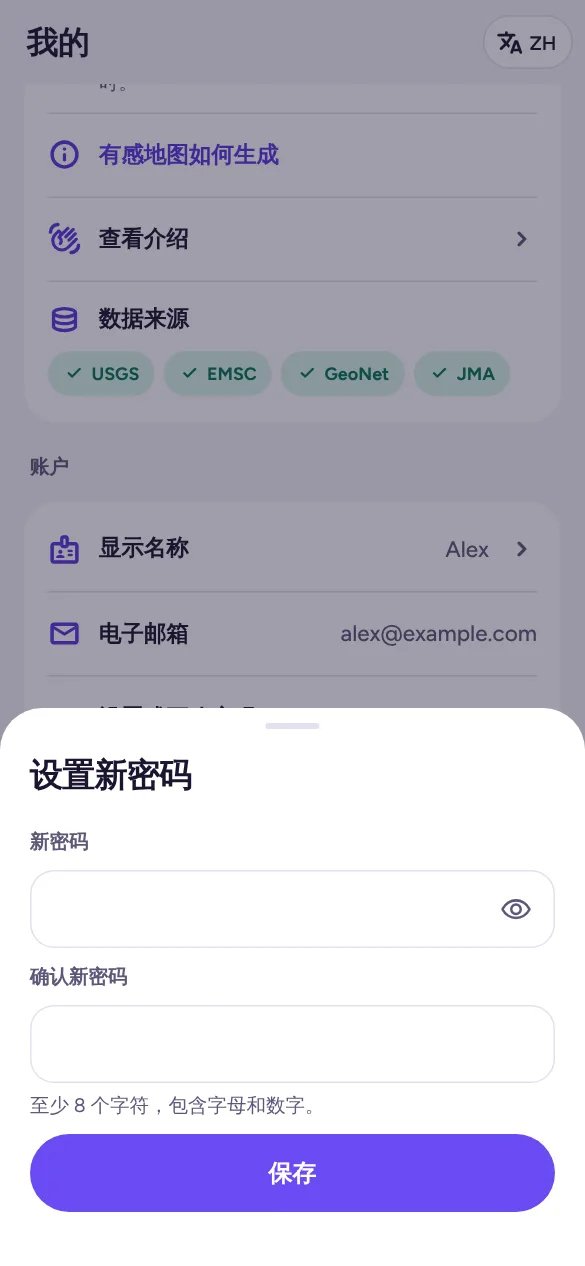 我的
ZH
时。
有感地图如何生成
查看介绍
数据来源
USGS
EMSC
GeoNet
JMA
账户
显示名称
Alex
电子邮箱
alex@example.com
设置新密码
新密码
确认新密码
至少 8 个字符，包含字母和数字。
保存